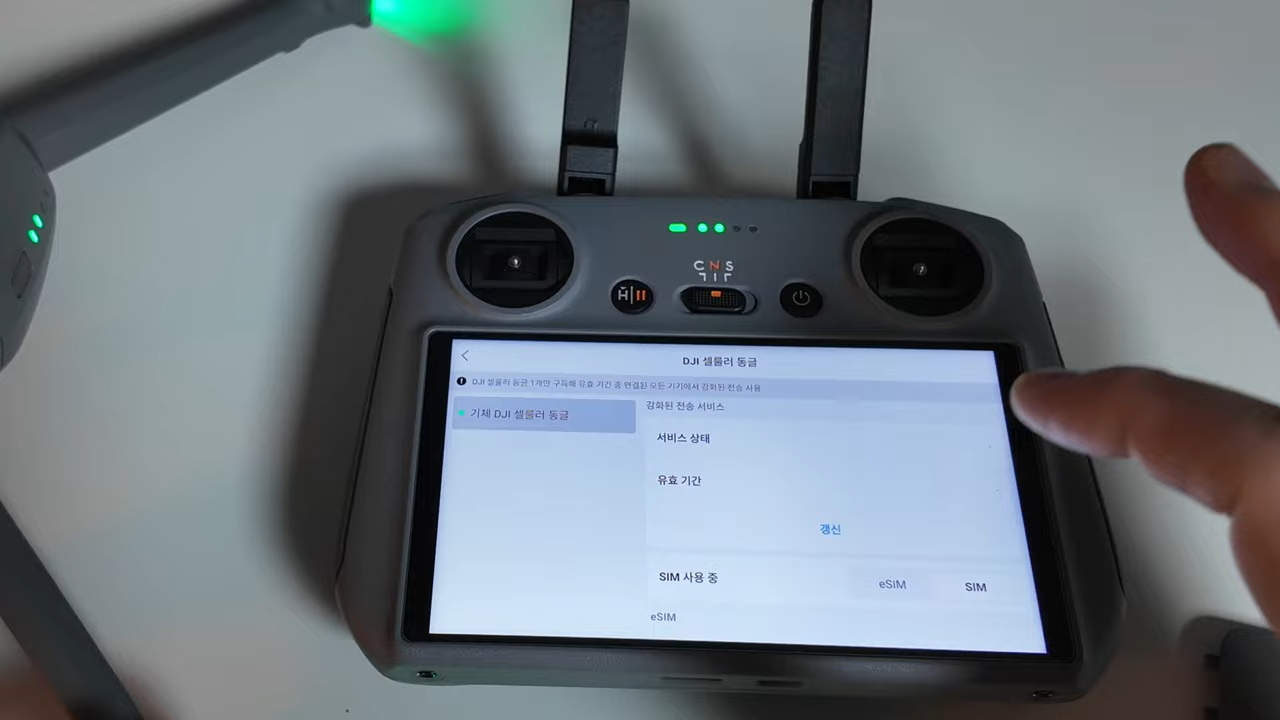 C N S
H
DJI 셀룰러 동글
DJI 셀룰러 동글 1개만 구독해 유효 기간 중 연결된 모든 기기에서 강화된 전송 사용
기체 DJI 셀룰러 동글
강화된 전송 서비스
서비스 상태
유효 기간
갱신
SIM 사용 중
eSIM
SIM
eSIM